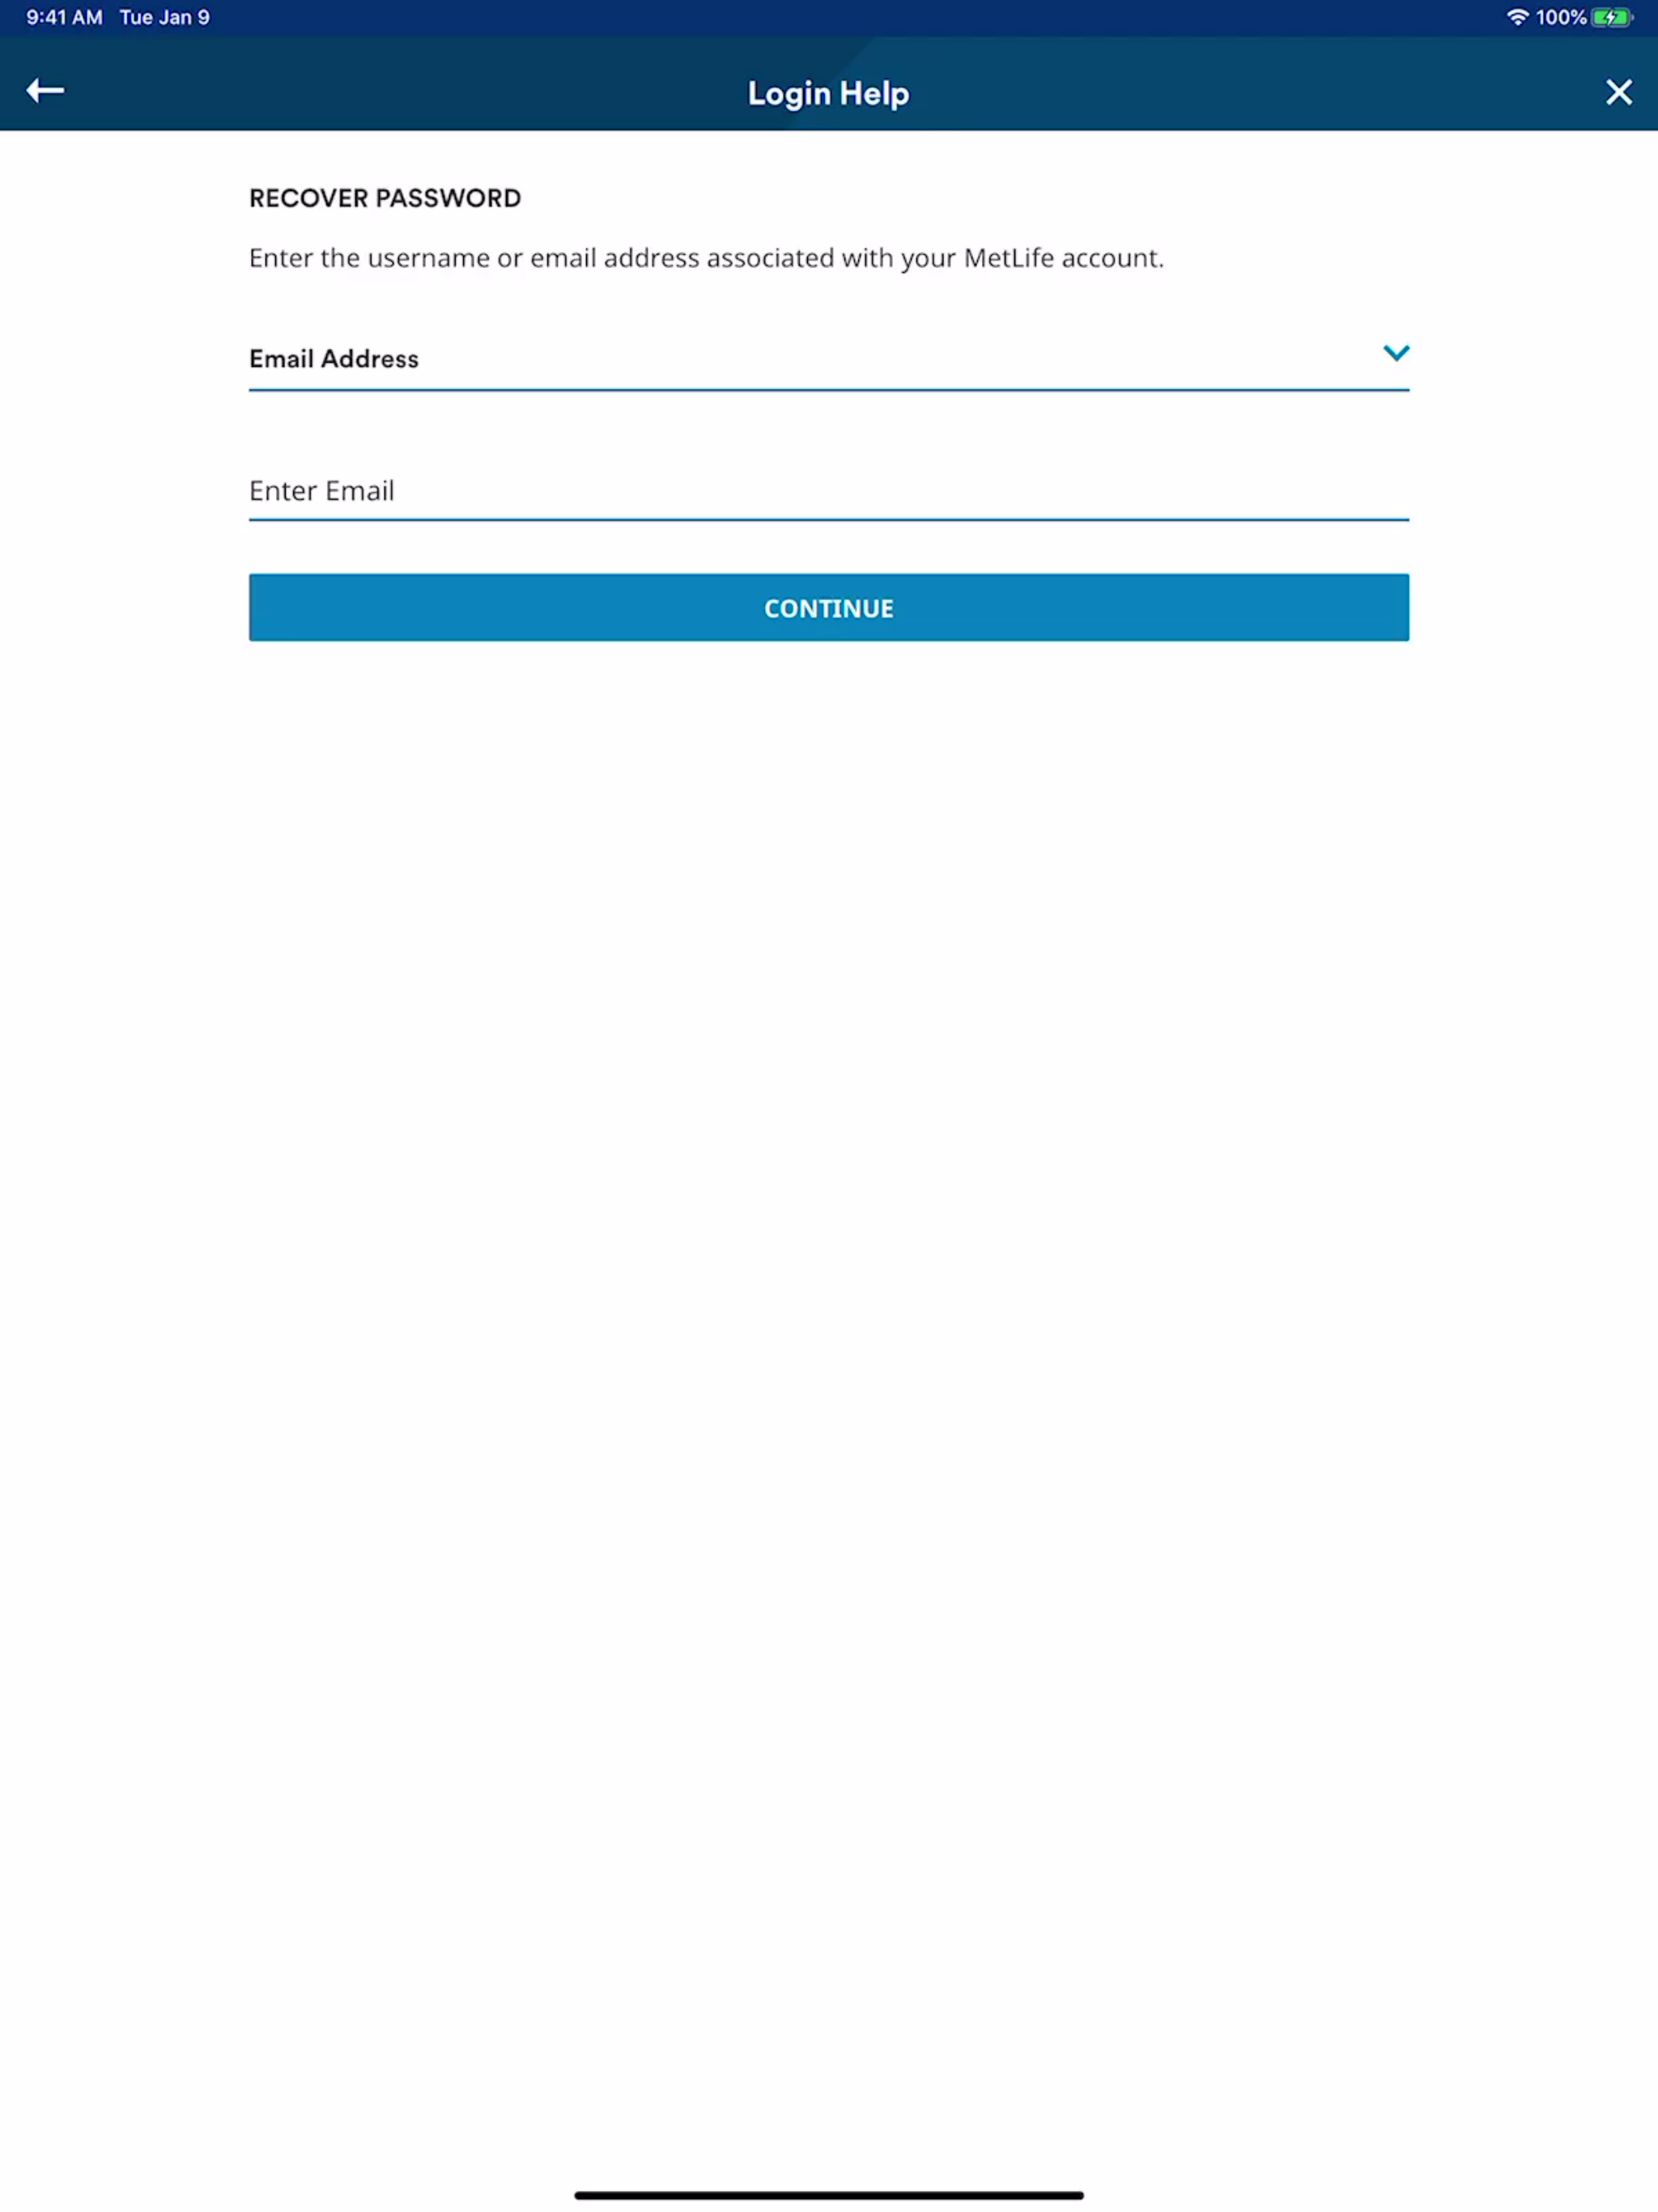 9:41 AM Tue Jan 9
100%
Login Help
RECOVER PASSWORD
Enter the username or email address associated with your MetLife account.
Email Address
Enter Email
CONTINUE